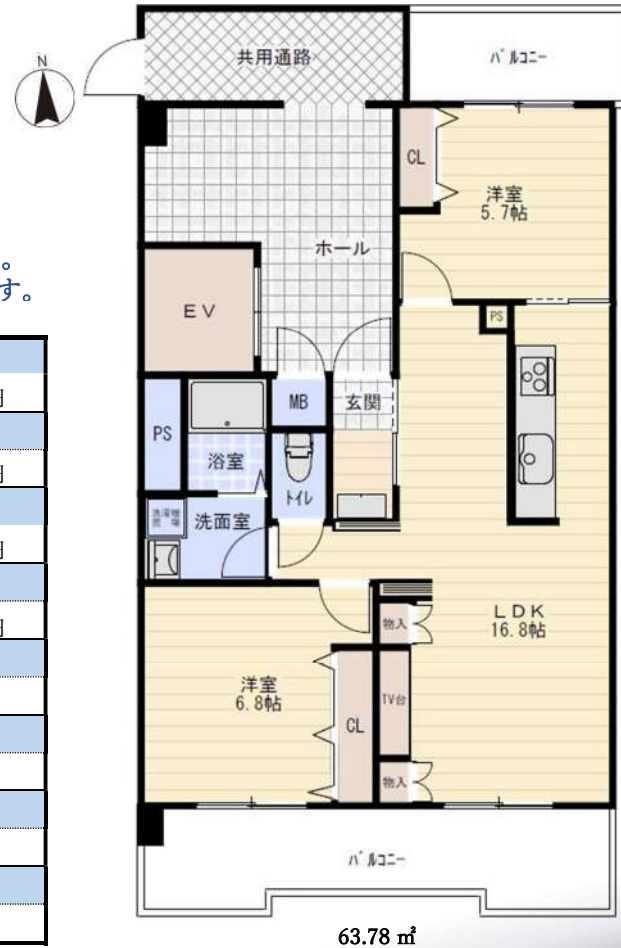 共用通路
バルコニー
N
CL
洋室
5.7帖
ホール
。
す。
EV
PS
MB
玄関
PS
浴室
トイレ
洗濯機
置場
洗面室
LDK
16.8帖
物入
洋室
6.8帖
TV台
CL
物入
バルコニー
63.78 ㎡